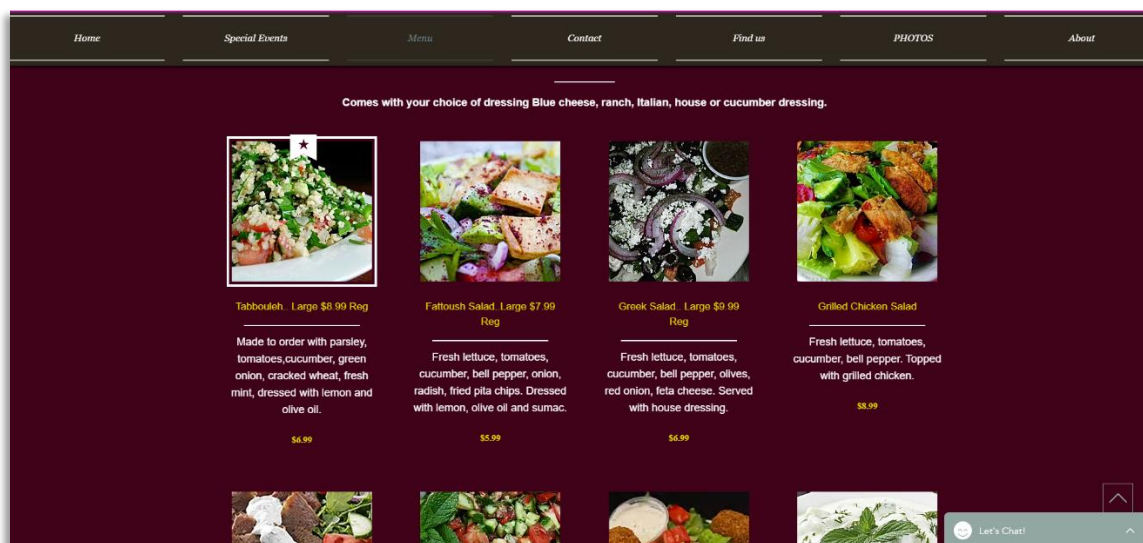 Home
Special Events
Menu
Contact
Find us
PHOTOS
About
Comes with your choice of dressing Blue cheese, ranch, Italian, house or cucumber dressing.
Tabbouleh.. Large $8.99 Reg
Made to order with parsley,
tomatoes,cucumber, green
onion, cracked wheat, fresh
mint, dressed with lemon and
olive oil.
$6.99
Fattoush Salad..Large $7.99
Reg
Fresh lettuce, tomatoes,
cucumber, bell pepper, onion,
radish, fried pita chips. Dressed
with lemon, olive oil and sumac.
$5.99
Greek Salad.. Large $9.99
Reg
Fresh lettuce, tomatoes,
cucumber, bell pepper, olives,
red onion, feta cheese. Served
with house dressing.
$6.99
Grilled Chicken Salad
Fresh lettuce, tomatoes,
cucumber, bell pepper. Topped
with grilled chicken.
$8.99
Let's Chat!